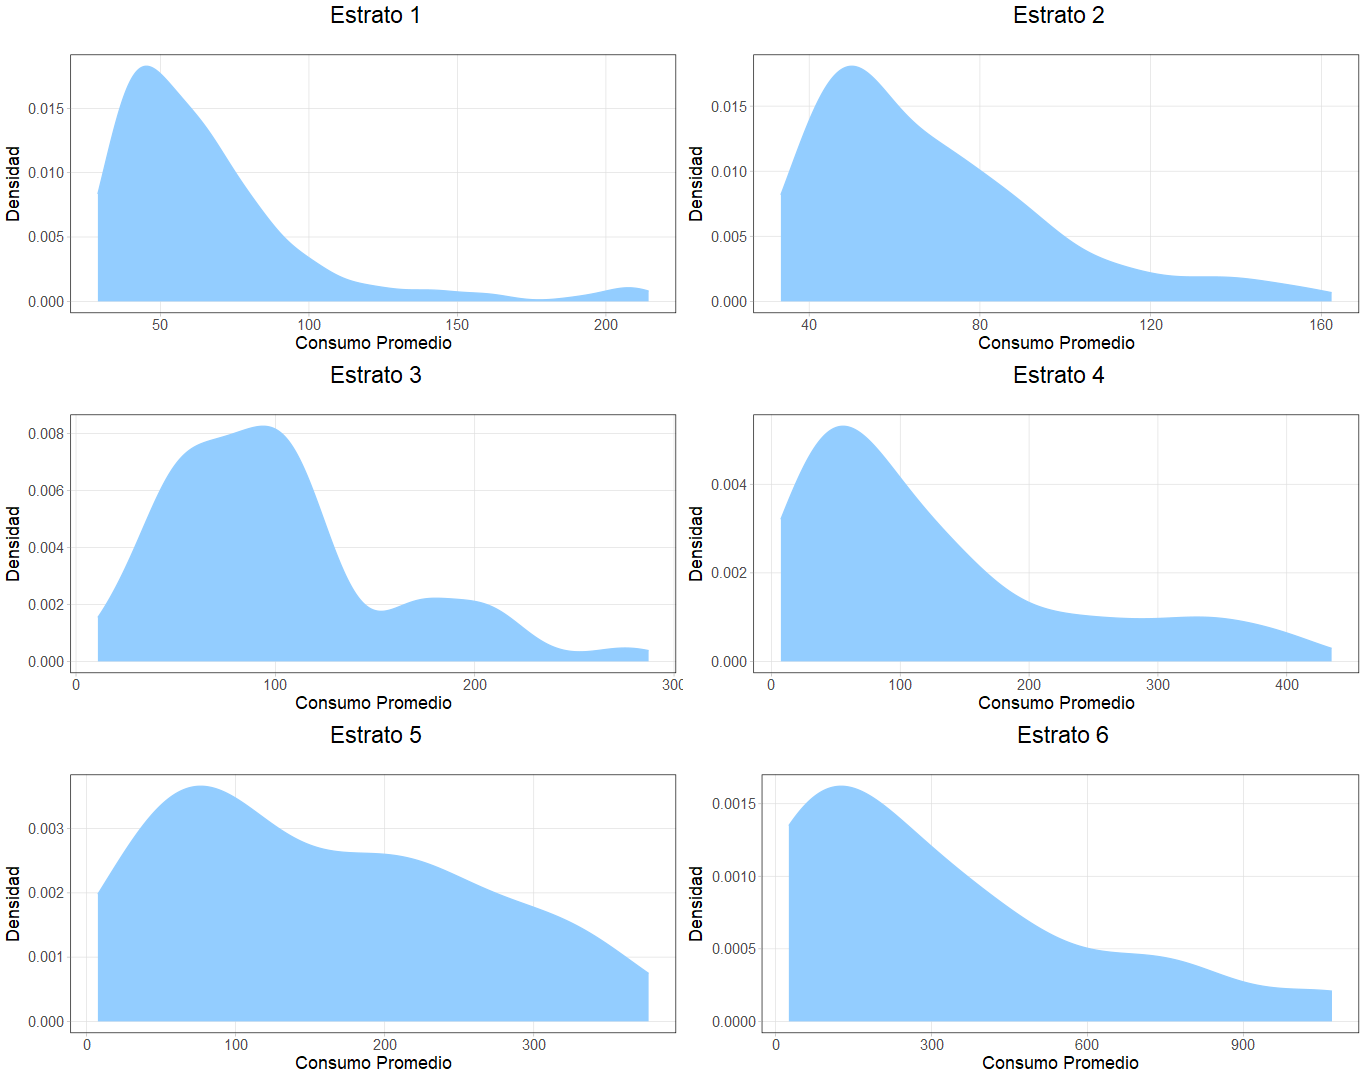 Estrato 1
Densidad
0.015
0.010
0.005
0.000
50 100 150 200
Consumo Promedio
Estrato 2
Densidad
0.015
0.010
0.005
0.000
40 80 120 160
Consumo Promedio
Estrato 3
Densidad
0.008
0.006
0.004
0.002
0.000
0 100 200 300
Consumo Promedio
Estrato 4
Densidad
0.004
0.002
0.000
0 100 200 300 400
Consumo Promedio
Estrato 5
Densidad
0.003
0.002
0.001
0.000
0 100 200 300
Consumo Promedio
Estrato 6
Densidad
0.0015
0.0010
0.0005
0.0000
0 300 600 900
Consumo Promedio